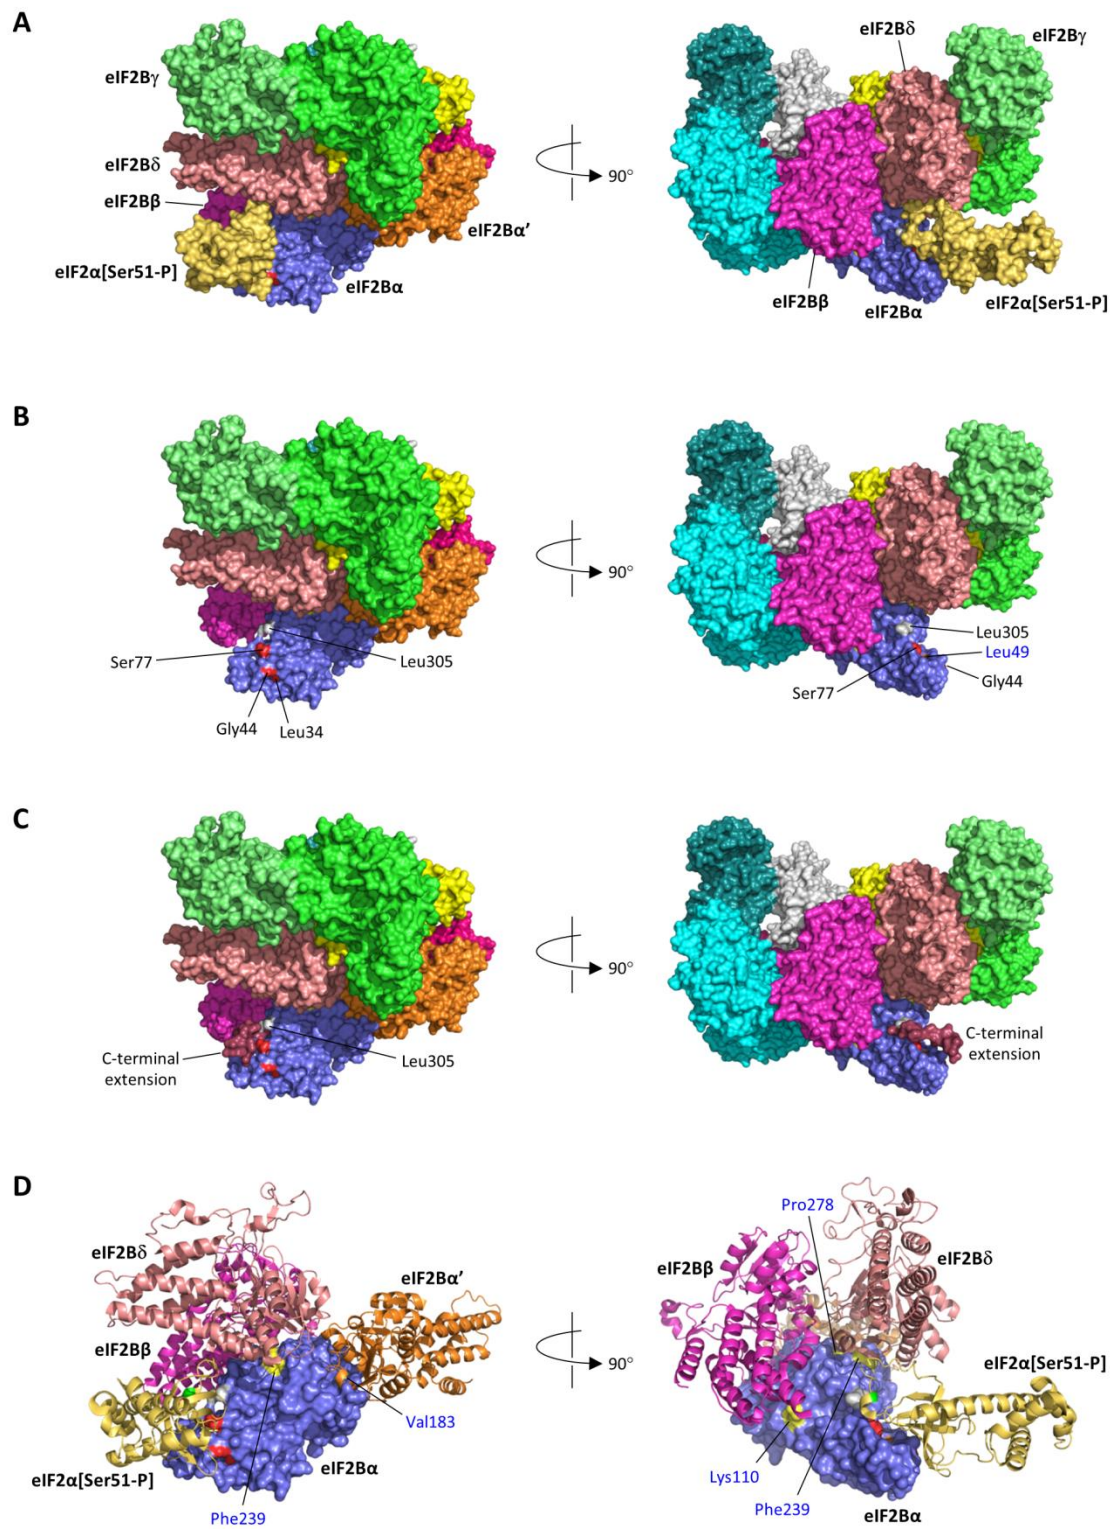 A
eIF2Bγ
eIF2Bδ
eIF2Bβ
eIF2α[Ser51-P]
eIF2Bα
eIF2Bα’
90°
eIF2Bδ
eIF2Bγ
eIF2Bβ
eIF2Bα
eIF2α[Ser51-P]
B
Ser77
Gly44
Leu34
Leu305
90°
Leu305
Leu49
Ser77
Gly44
C
C-terminal
extension
Leu305
90°
C-terminal
extension
D
eIF2Bδ
eIF2Bβ
eIF2α[Ser51-P]
Phe239
eIF2Bα
Val183
eIF2Bα’
90°
Pro278
eIF2Bβ
eIF2Bδ
eIF2α[Ser51-P]
Lys110
Phe239
eIF2Bα